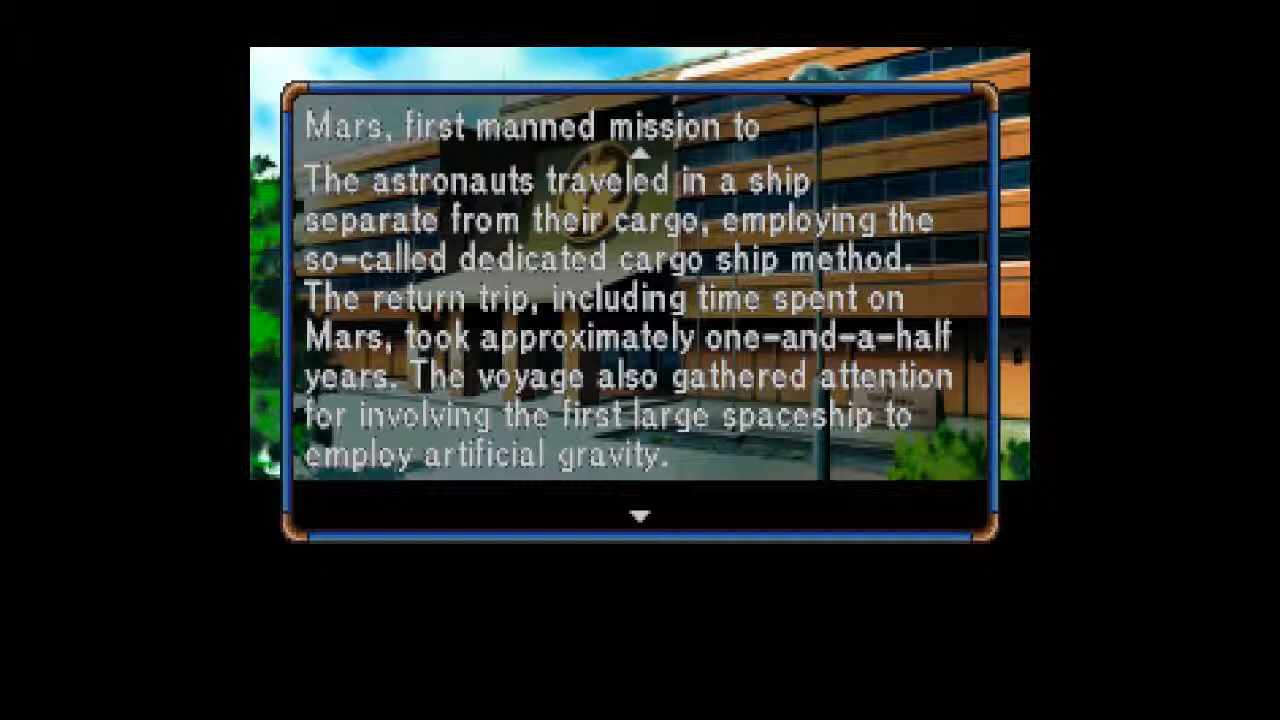 Mars, first manned mission to
The astronauts traveled in a ship
separate from their cargo, employing the
so-called dedicated cargo ship method.
The return trip, including time spent on
Mars, took approximately one-and-a-half
years. The voyage also gathered attention
for involving the first large spaceship to
employ artificial gravity.